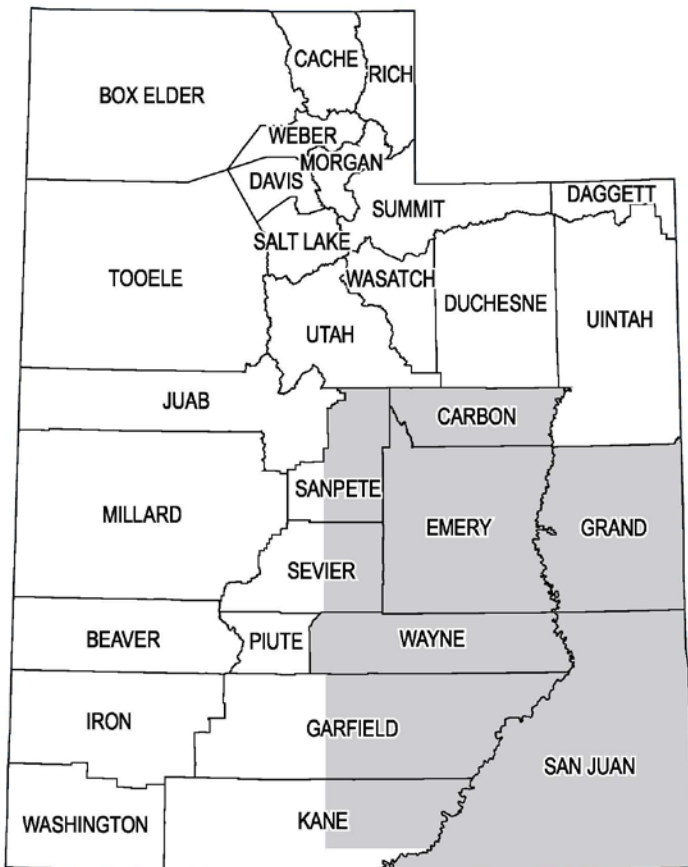 CACHE
RICH
BOX ELDER
WEBER
MORGAN
DAVIS
DAGGETT
SUMMIT
SALT LAKE
TOOELE
WASATCH
DUCHESNE
UINTAH
UTAH
JUAB
CARBON
SANPETE
MILLARD
EMERY
GRAND
SEVIER
BEAVER
PIUTE
WAYNE
IRON
GARFIELD
SAN JUAN
WASHINGTON
KANE